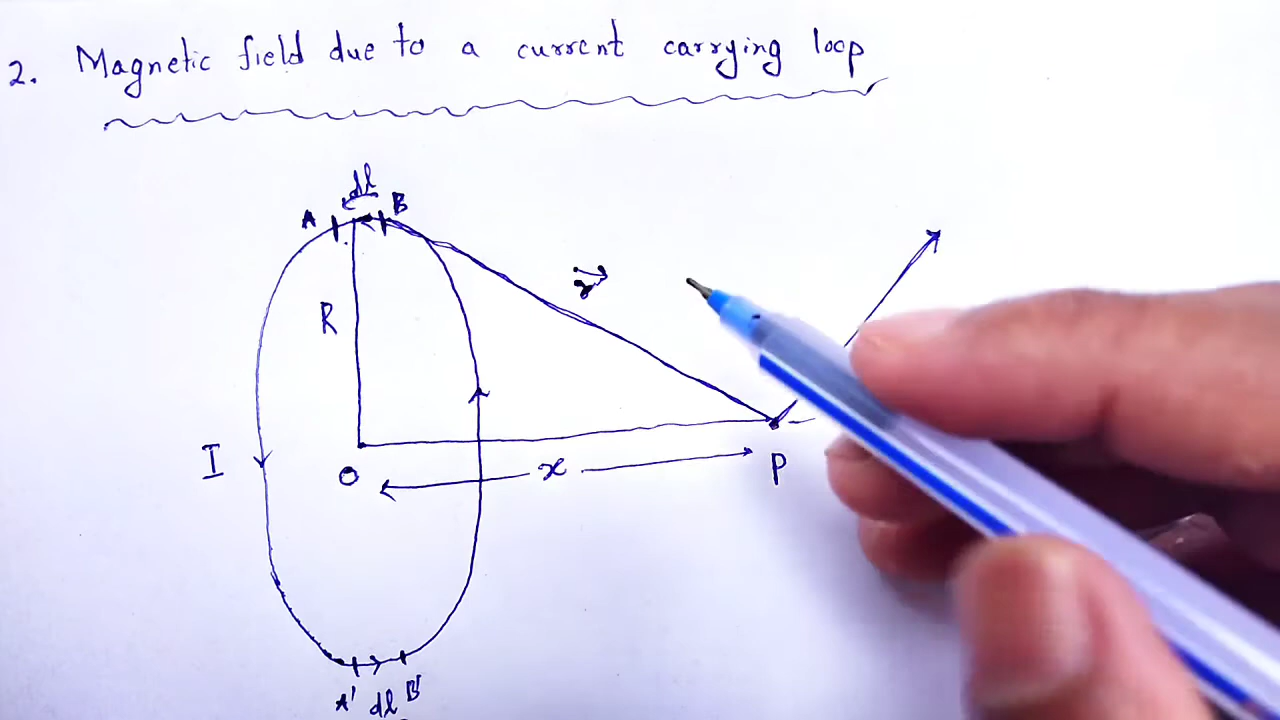 2. Magnetic field due to a current carrying loop
dl
A B
r
R
I
O x P
A' dl B'